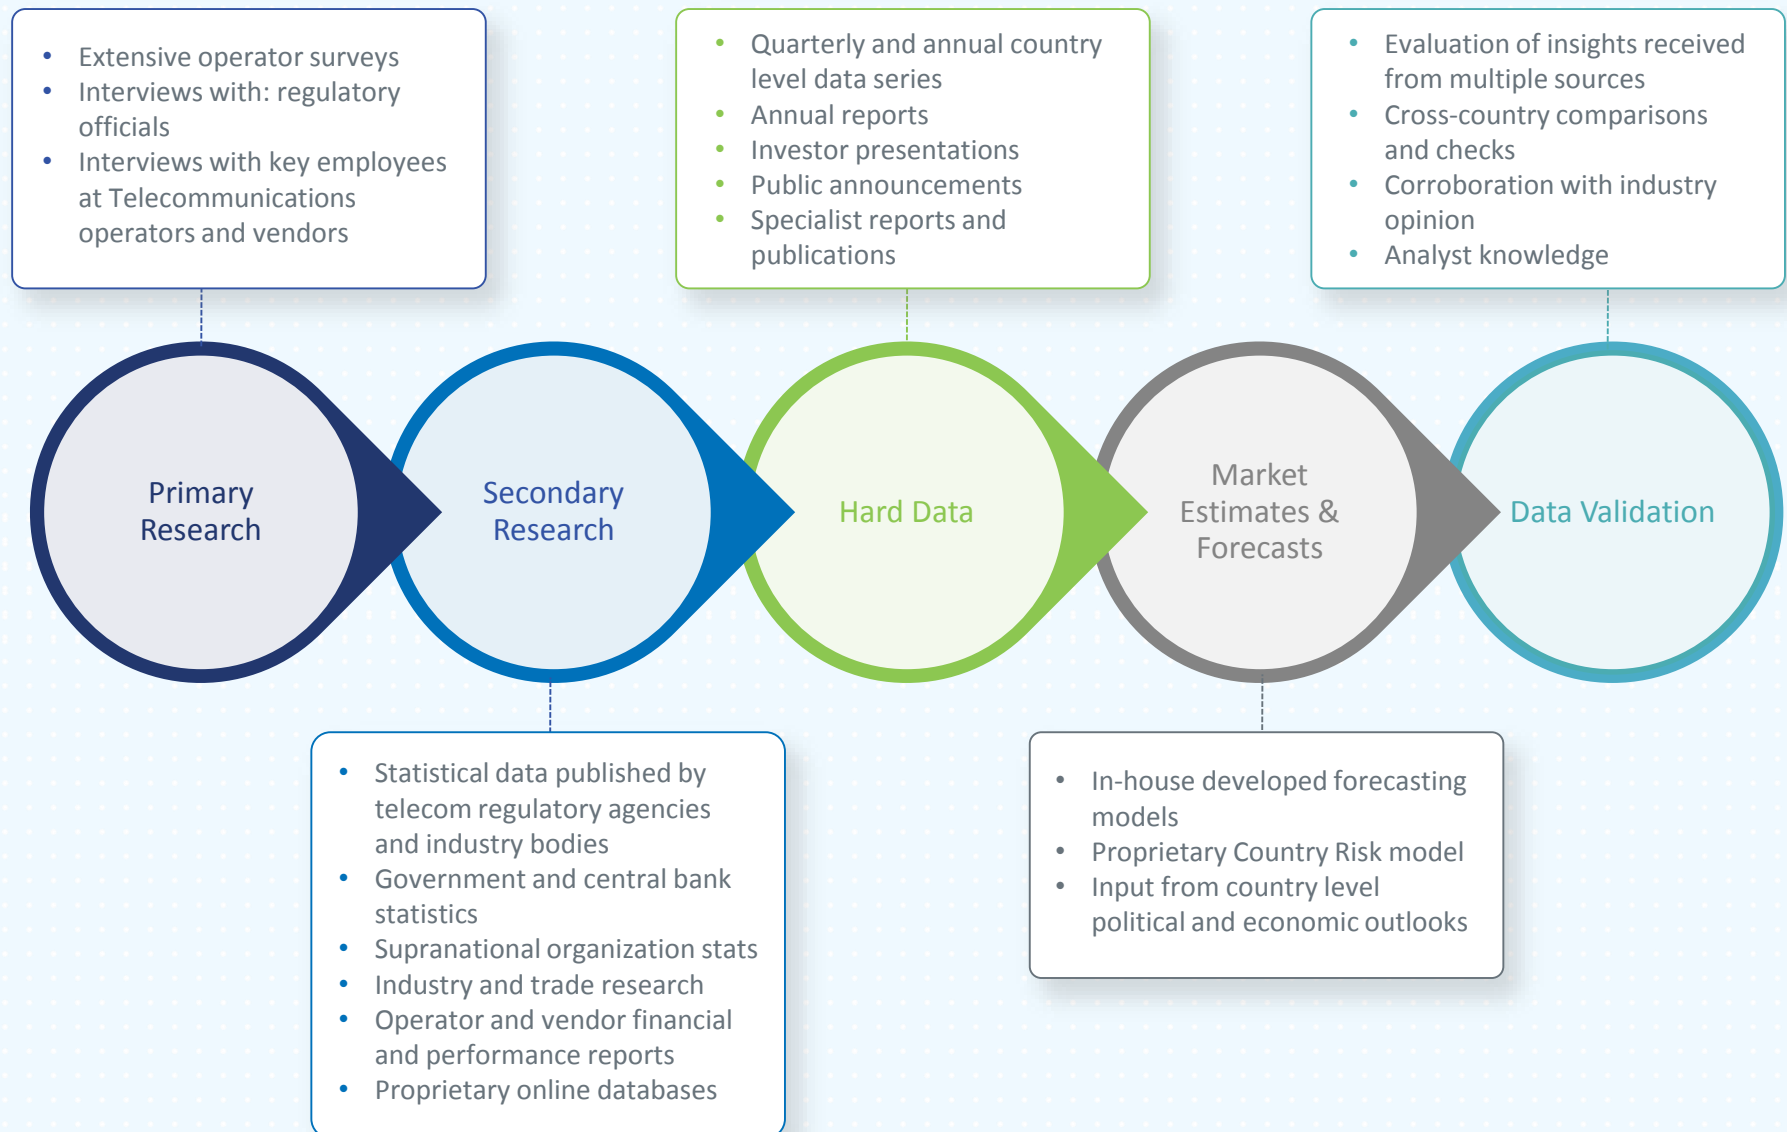 • Extensive operator surveys
• Interviews with: regulatory
officials
• Interviews with key employees
at Telecommunications
operators and vendors
• Quarterly and annual country
level data series
• Annual reports
• Investor presentations
• Public announcements
• Specialist reports and
publications
• Evaluation of insights received
from multiple sources
• Cross-country comparisons
and checks
• Corroboration with industry
opinion
• Analyst knowledge
Primary
Research
Secondary
Research
Hard Data
Market
Estimates &
Forecasts
Data Validation
• Statistical data published by
telecom regulatory agencies
and industry bodies
• Government and central bank
statistics
• Supranational organization stats
• Industry and trade research
• Operator and vendor financial
and performance reports
• Proprietary online databases
• In-house developed forecasting
models
• Proprietary Country Risk model
• Input from country level
political and economic outlooks